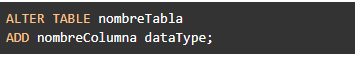 ALTER TABLE nombreTabla
ADD nombreColumna dataType;